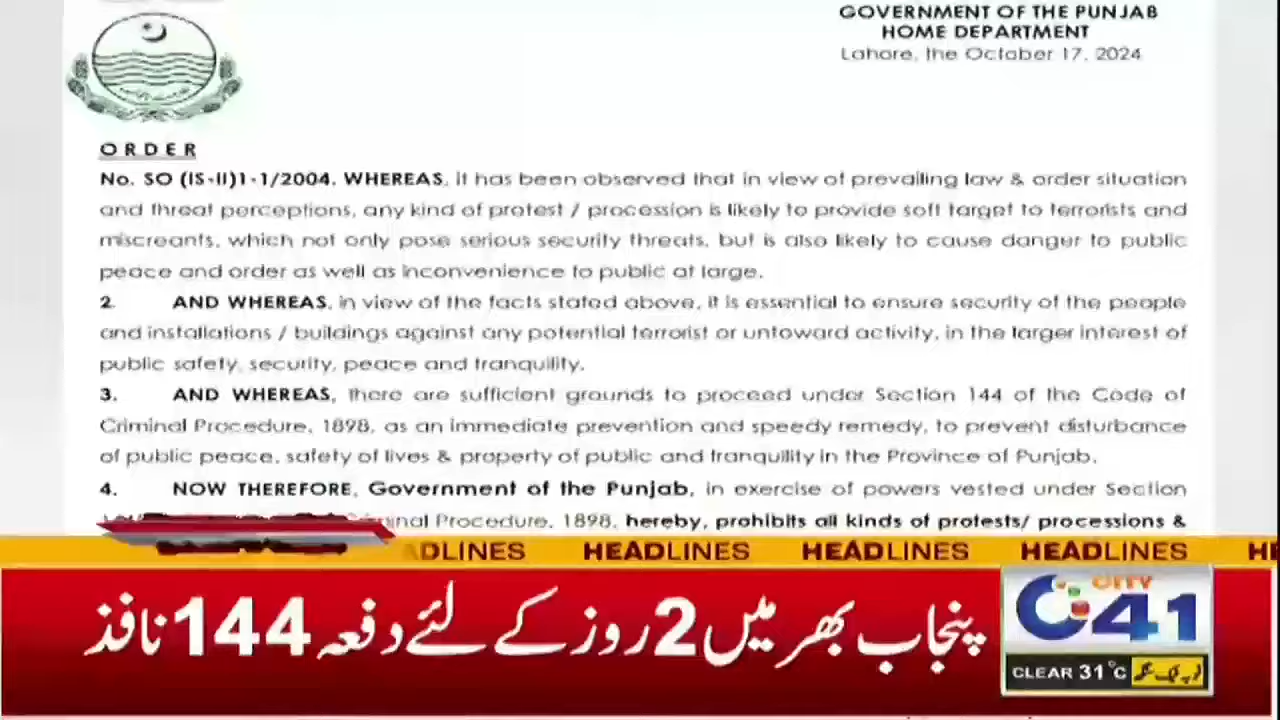 GOVERNMENT OF THE PUNJAB
HOME DEPARTMENT
Lahore, the October 17, 2024
ORDER
No. SO (IS-II)1-1/2004. WHEREAS, it has been observed that in view of prevailing law & order situation
and threat perceptions, any kind of protest / procession is likely to provide soft target to terrorists and
miscreants, which not only pose serious security threats, but is also likely to cause danger to public
peace and order as well as inconvenience to public at large.
2. AND WHEREAS, in view of the facts stated above, it is essential to ensure security of the people
and installations / buildings against any potential terrorist or untoward activity, in the larger interest of
public safety, security, peace and tranquility.
3. AND WHEREAS, there are sufficient grounds to proceed under Section 144 of the Code of
Criminal Procedure, 1898, as an immediate prevention and speedy remedy, to prevent disturbance
of public peace, safety of lives & property of public and tranquility in the Province of Punjab.
4. NOW THEREFORE, Government of the Punjab, in exercise of powers vested under Section
Procedure, 1898, hereby, prohibits all kinds of protests/ processions &
HEADLINES HEADLINES HEADLINES
پنجاب بھر میں 2 روز کے لئے دفعہ 144 نافذ
CITY
41
CLEAR 31°C